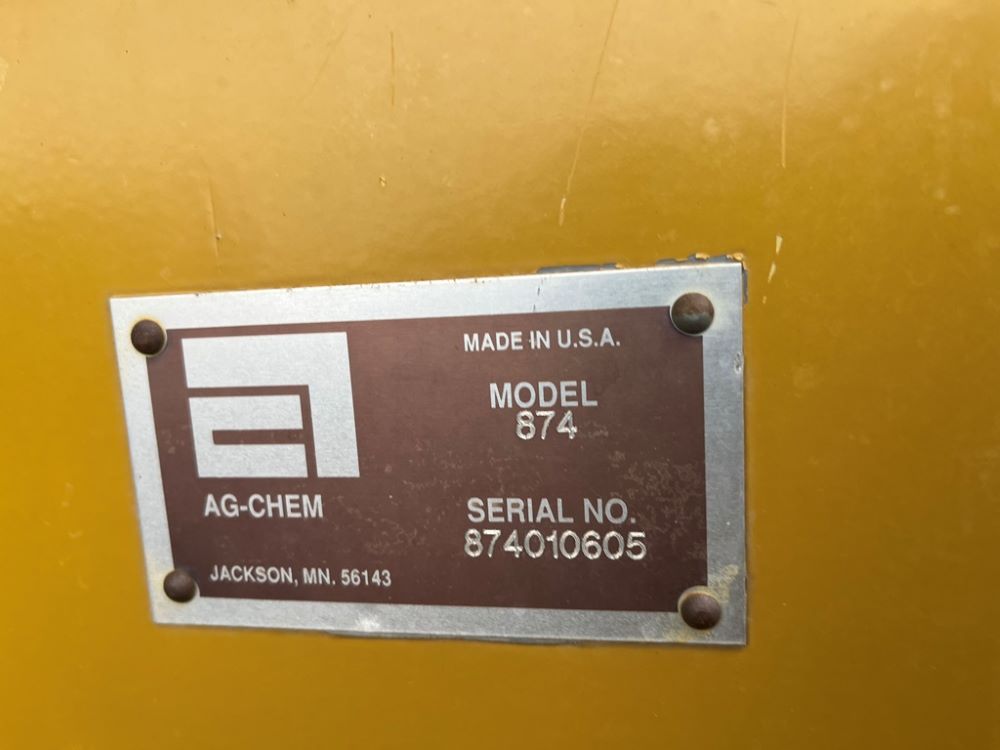 MADE IN U.S.A.
MODEL
874
AG-CHEM
SERIAL NO.
874010605
JACKSON, MN. 56143